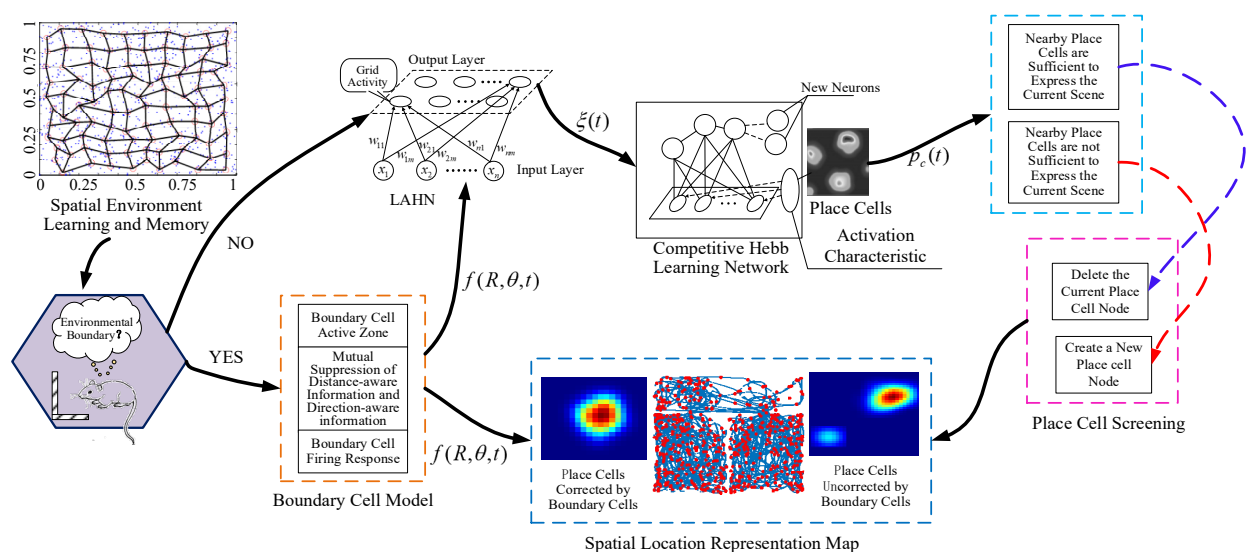 1
0.75
0.5
0.25
0
0
0.25
0.5
0.75
1
Spatial Environment
Learning and Memory
Environmental
Boundary?
NO
YES
Output Layer
Grid
Activity
w11
w1m
w21
w2m
wn1
wnm
x1
x2
xn
Input Layer
LAHN
f(R,θ,t)
ξ(t)
New Neurons
Competitive Hebb
Learning Network
Place Cells
Activation
Characteristic
pc(t)
Nearby Place
Cells are
Sufficient to
Express the
Current Scene
Nearby Place
Cells are not
Sufficient to
Express the
Current Scene
Delete the
Current Place
Cell Node
Create a New
Place cell
Node
Place Cell Screening
Boundary Cell
Active Zone
Mutual
Suppression of
Distance-aware
Information and
Direction-aware
information
Boundary Cell
Firing Response
Boundary Cell Model
f(R,θ,t)
Place Cells
Corrected by
Boundary Cells
Place Cells
Uncorrected by
Boundary Cells
Spatial Location Representation Map